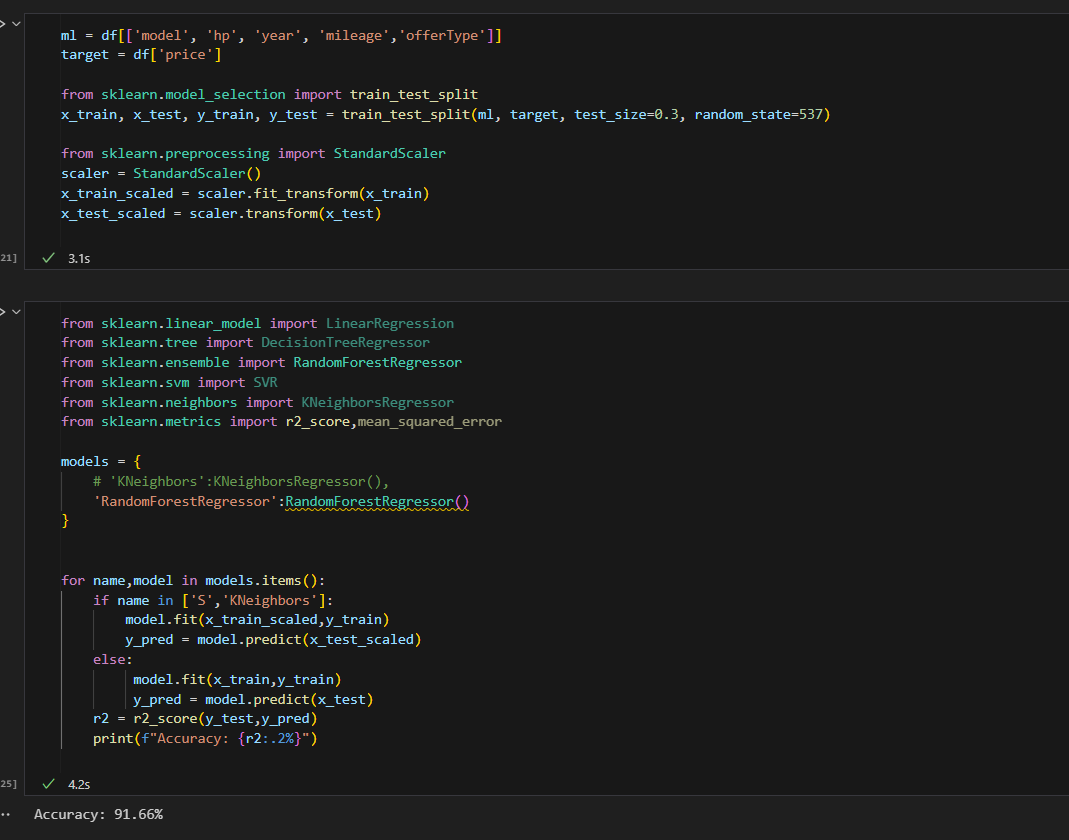 ml = df[['model', 'hp', 'year', 'mileage','offerType']]
target = df['price']
from sklearn.model_selection import train_test_split
x_train, x_test, y_train, y_test = train_test_split(ml, target, test_size=0.3, random_state=537)
from sklearn.preprocessing import StandardScaler
scaler = StandardScaler()
x_train_scaled = scaler.fit_transform(x_train)
x_test_scaled = scaler.transform(x_test)
21] ✓ 3.1s
from sklearn.linear_model import LinearRegression
from sklearn.tree import DecisionTreeRegressor
from sklearn.ensemble import RandomForestRegressor
from sklearn.svm import SVR
from sklearn.neighbors import KNeighborsRegressor
from sklearn.metrics import r2_score,mean_squared_error
models = {
    # 'KNeighbors':KNeighborsRegressor(),
    'RandomForestRegressor':RandomForestRegressor()
}
for name,model in models.items():
    if name in ['S','KNeighbors']:
        model.fit(x_train_scaled,y_train)
        y_pred = model.predict(x_test_scaled)
    else:
         model.fit(x_train,y_train)
         y_pred = model.predict(x_test)
    r2 = r2_score(y_test,y_pred)
    print(f"Accuracy: {r2:.2%}")
25] ✓ 4.2s
Accuracy: 91.66%